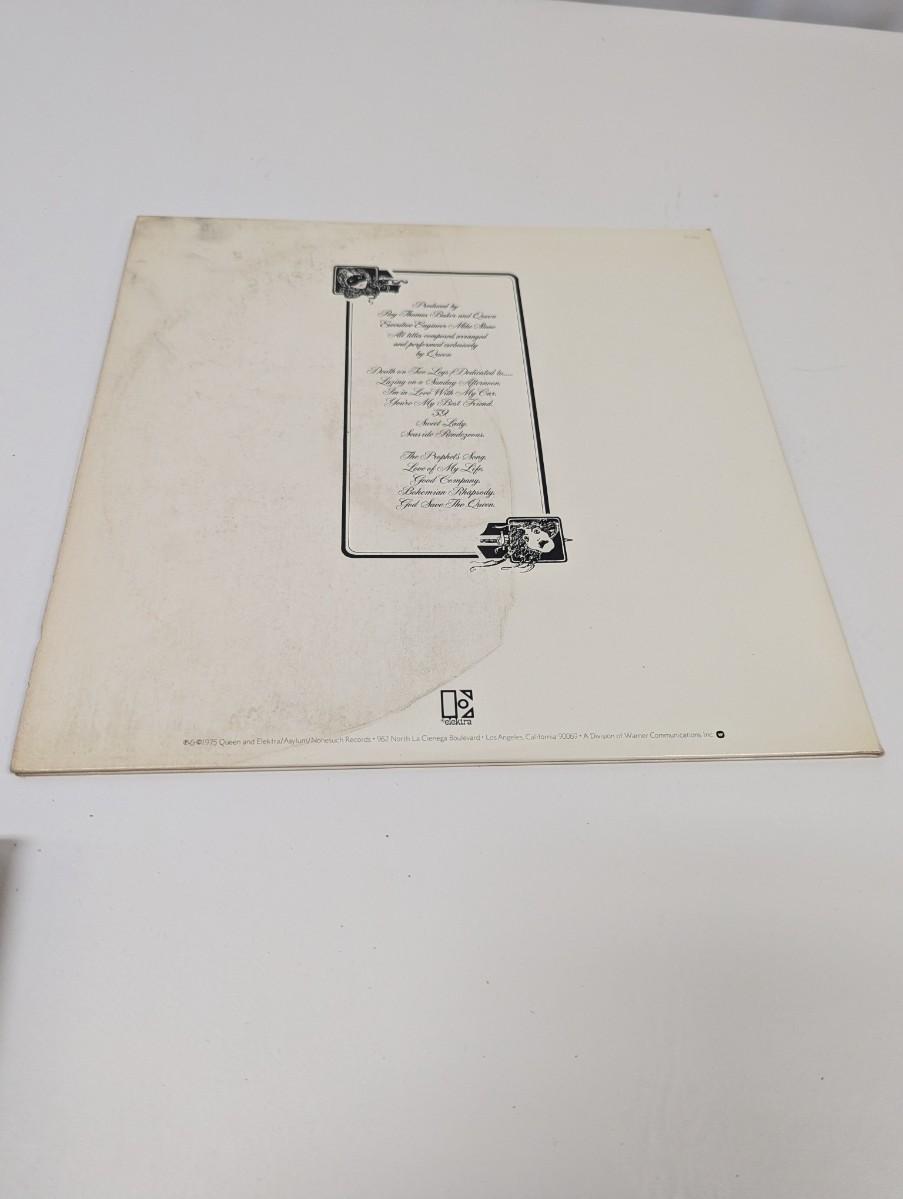 Produced by
Roy Thomas Baker and Queen
Executive Engineer Mike Stone
All titles composed arranged
and performed exclusively
by Queen
Death on Two Legs (Dedicated to......
Lazing on a Sunday Afternoon.
I'm in Love With My Car.
You're My Best Friend.
'39!
Sweet Lady.
Seaside Rendezvous.
The Prophet's Song.
Love of My Life.
Good Company.
Bohemian Rhapsody.
God Save The Queen.
elektra
℗&©1975 Queen and Elektra/Asylum/Nonesuch Records • 962 North La Cienega Boulevard • Los Angeles, California 90069 • A Division of Warner Communications Inc.